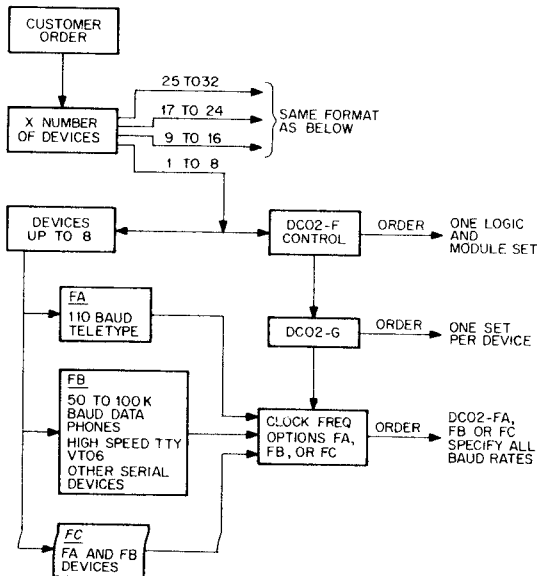 CUSTOMER
ORDER
25 TO 32
X NUMBER
OF DEVICES
17 TO 24
9 TO 16
1 TO 8
SAME FORMAT
AS BELOW
DEVICES
UP TO 8
DC02-F
CONTROL
ORDER
ONE LOGIC
AND
MODULE SET
FA
110 BAUD
TELETYPE
DC02-G
ORDER
ONE SET
PER DEVICE
FB
50 TO 100K
BAUD DATA
PHONES
HIGH SPEED TTY
VT06
OTHER SERIAL
DEVICES
CLOCK FREQ
OPTIONS FA,
FB, OR FC
ORDER
DC02-FA,
FB OR FC
SPECIFY ALL
BAUD RATES
FC
FA AND FB
DEVICES